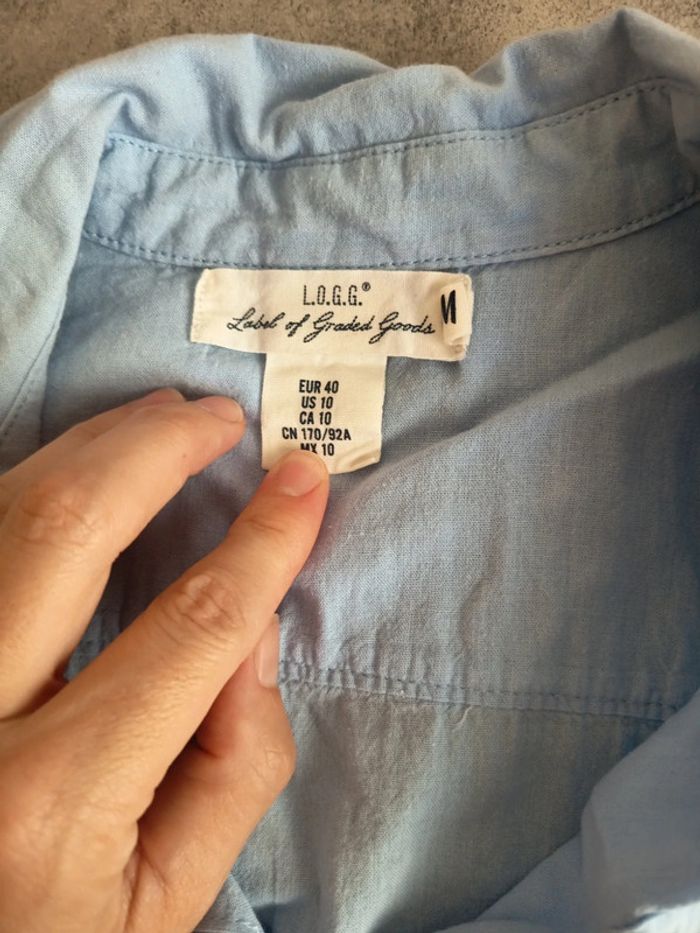 L.O.G.G.®
Label of Graded Goods
EUR 40
US 10
CA 10
CN 170/92A
MX 10